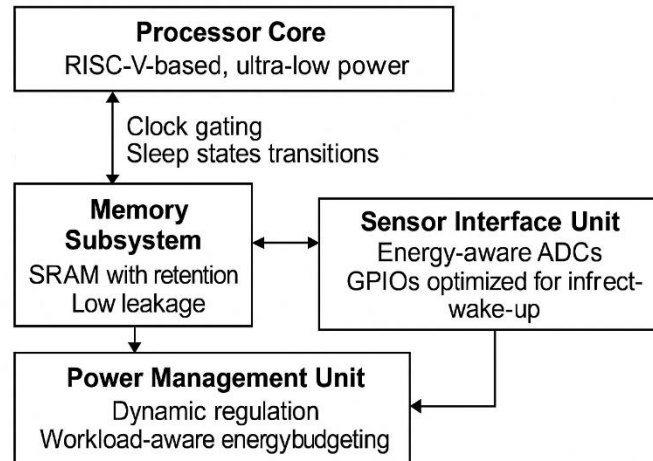 Processor Core
RISC-V-based, ultra-low power
Clock gating
Sleep states transitions
Memory
Subsystem
SRAM with retention
Low leakage
Sensor Interface Unit
Energy-aware ADCs
GPIOs optimized for infrect-
wake-up
Power Management Unit
Dynamic regulation
Workload-aware energybudgeting